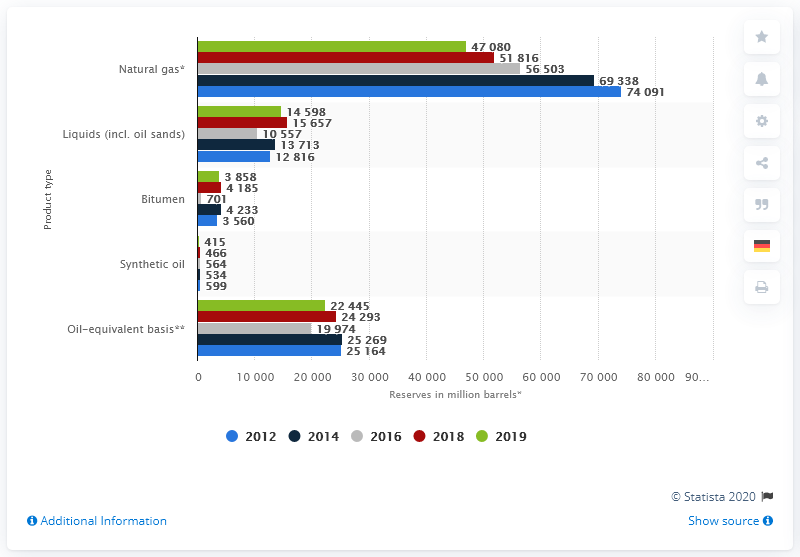 Product type
Natural gas*
47 080
51 816
56 503
69 338
74 091
Liquids (incl. oil sands)
14 598
15 657
10 557
13 713
12 816
Bitumen
3 858
4 185
701
4 233
3 560
Synthetic oil
415
466
564
534
599
Oil-equivalent basis**
22 445
24 293
19 974
25 269
25 164
0 10 000 20 000 30 000 40 000 50 000 60 000 70 000 80 000 90...
Reserves in million barrels*
2012 2014 2016 2018 2019
© Statista 2020
Additional Information Show source